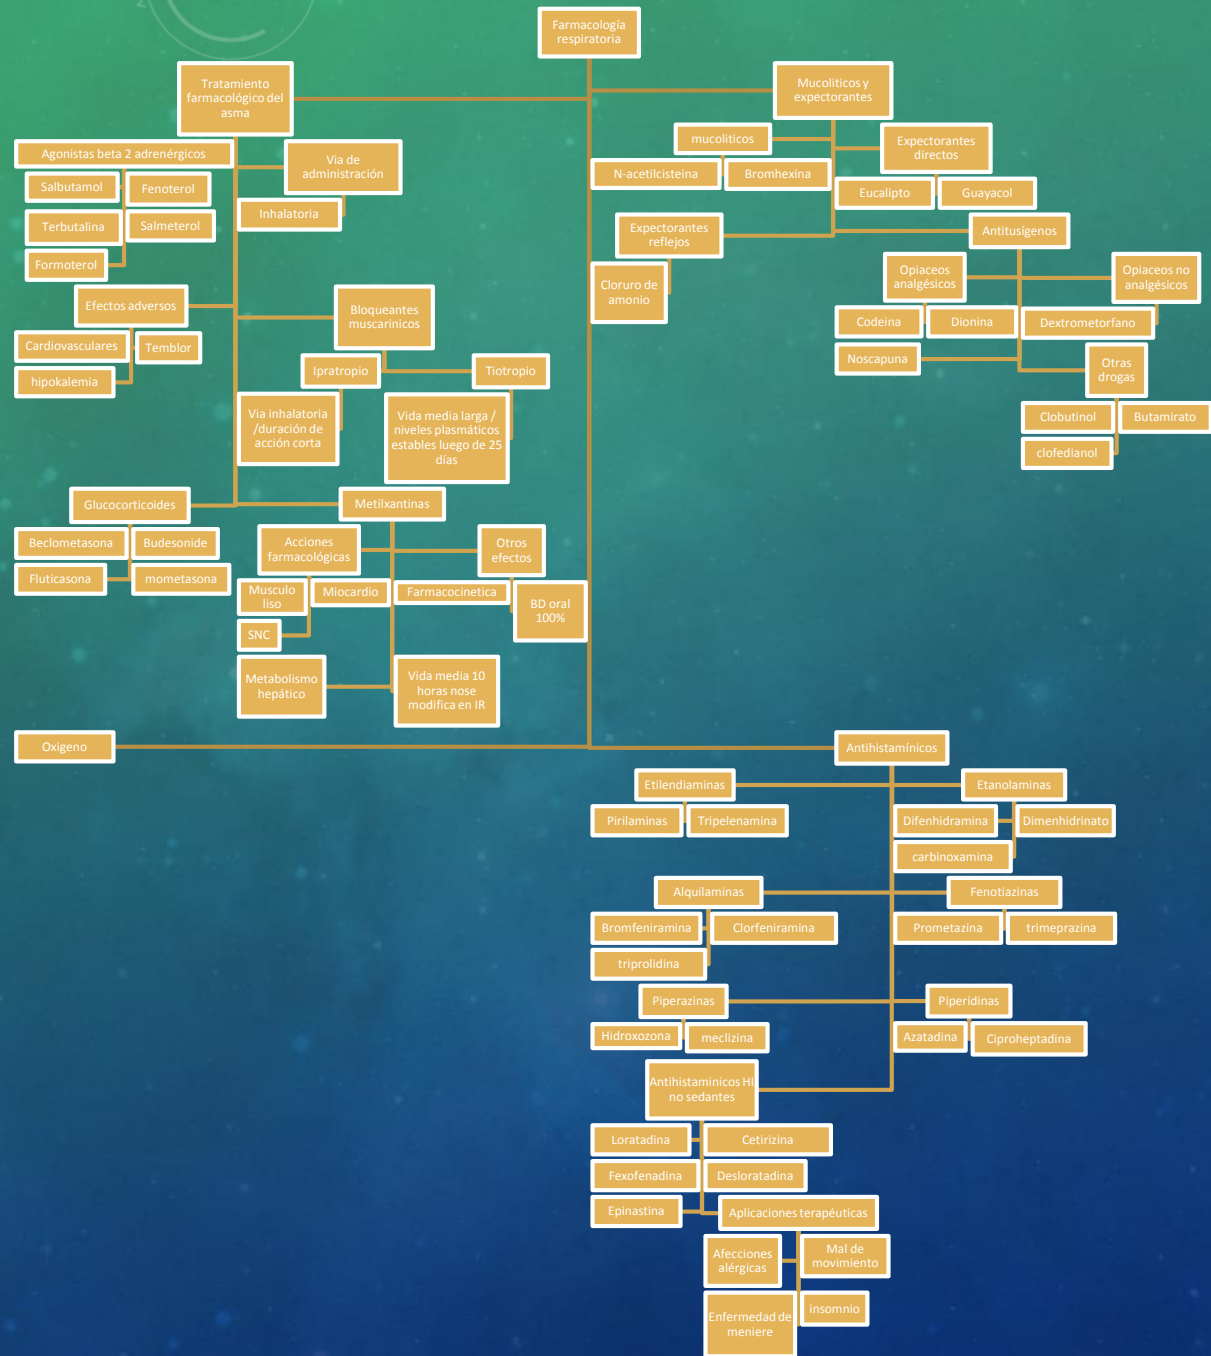 Farmacología
respiratoria
Tratamiento
farmacológico del
asma
Agonistas beta 2 adrenérgicos
Salbutamol
Fenoterol
Terbutalina
Salmeterol
Formoterol
Via de
administración
Inhalatoria
Efectos adversos
Cardiovasculares
Temblor
hipokalemia
Bloqueantes
muscarinicos
Ipratropio
Via inhalatoria
/duración de
acción corta
Tiotropio
Vida media larga /
niveles plasmáticos
estables luego de 25
días
Glucocorticoides
Beclometasona
Budesonide
Fluticasona
mometasona
Metilxantinas
Acciones
farmacológicas
Musculo
liso
Miocardio
SNC
Otros
efectos
Farmacocinetica
BD oral
100%
Metabolismo
hepático
Vida media 10
horas nose
modifica en IR
Mucoliticos y
expectorantes
mucoliticos
N-acetilcisteina
Bromhexina
Expectorantes
directos
Eucalipto
Guayacol
Expectorantes
reflejos
Cloruro de
amonio
Antitusígenos
Opiaceos
analgésicos
Codeina
Dionina
Opiaceos no
analgésicos
Dextrometorfano
Noscapuna
Otras
drogas
Clobutinol
Butamirato
clofedianol
Oxigeno
Antihistamínicos
Etilendiaminas
Pirilaminas
Tripelenamina
Etanolaminas
Difenhidramina
Dimenhidrinato
carbinoxamina
Alquilaminas
Bromfeniramina
Clorfeniramina
triprolidina
Fenotiazinas
Prometazina
trimeprazina
Piperazinas
Hidroxozona
meclizina
Piperidinas
Azatadina
Ciproheptadina
Antihistaminicos HI
no sedantes
Loratadina
Cetirizina
Fexofenadina
Desloratadina
Epinastina
Aplicaciones terapéuticas
Afecciones
alérgicas
Mal de
movimiento
Enfermedad de
meniere
insomnio